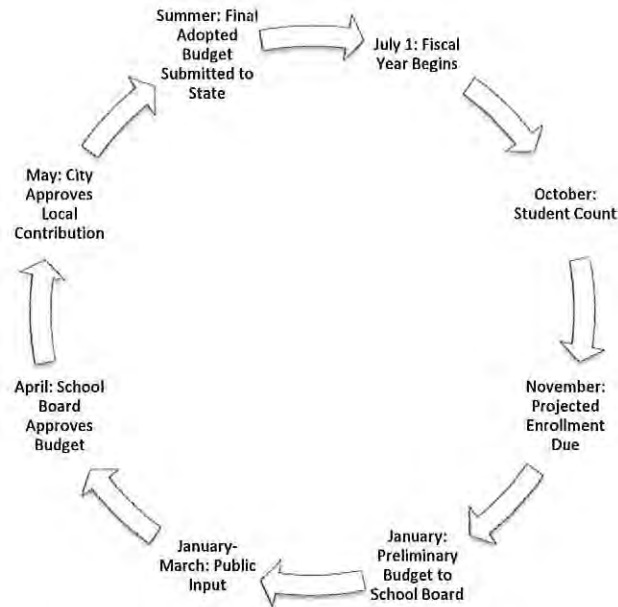 Summer: Final
Adopted
Budget
Submitted to
State
July 1: Fiscal
Year Begins
October:
Student Count
November:
Projected
Enrollment
Due
January:
Preliminary
Budget to
School Board
January-
March: Public
Input
April: School
Board
Approves
Budget
May: City
Approves
Local
Contribution